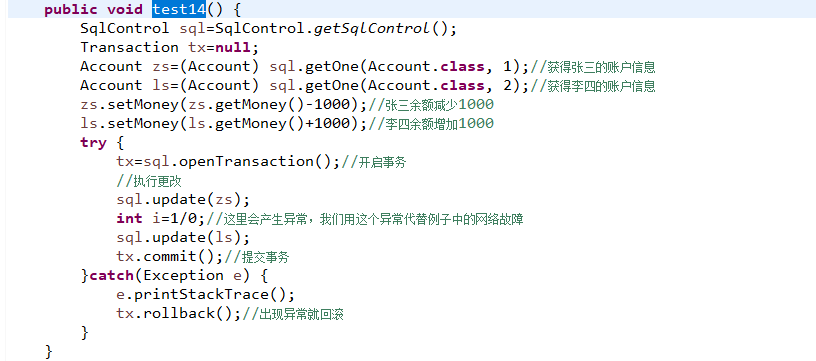 public void test14() {
SqlControl sql=SqlControl.getSqlControl();
Transaction tx=null;
Account zs=(Account) sql.getOne(Account.class, 1);//获得张三的账户信息
Account ls=(Account) sql.getOne(Account.class, 2);//获得李四的账户信息
zs.setMoney(zs.getMoney()-1000);//张三余额减少1000
ls.setMoney(ls.getMoney()+1000);//李四余额增加1000
try {
tx=sql.openTransaction();//开启事务
//执行更改
sql.update(zs);
int i=1/0;//这里会产生异常，我们用这个异常代替例子中的网络故障
sql.update(ls);
tx.commit();//提交事务
}catch(Exception e) {
e.printStackTrace();
tx.rollback();//出现异常就回滚
}
}